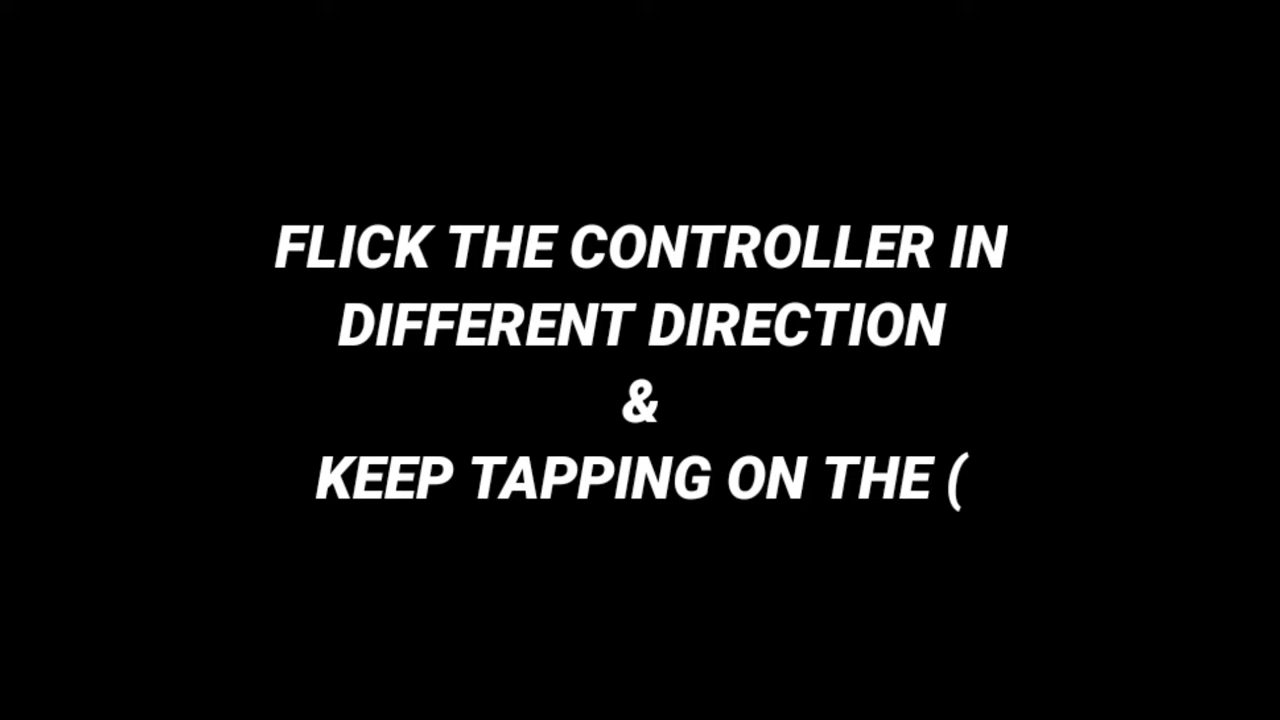 FLICK THE CONTROLLER IN
DIFFERENT DIRECTION
&
KEEP TAPPING ON THE (